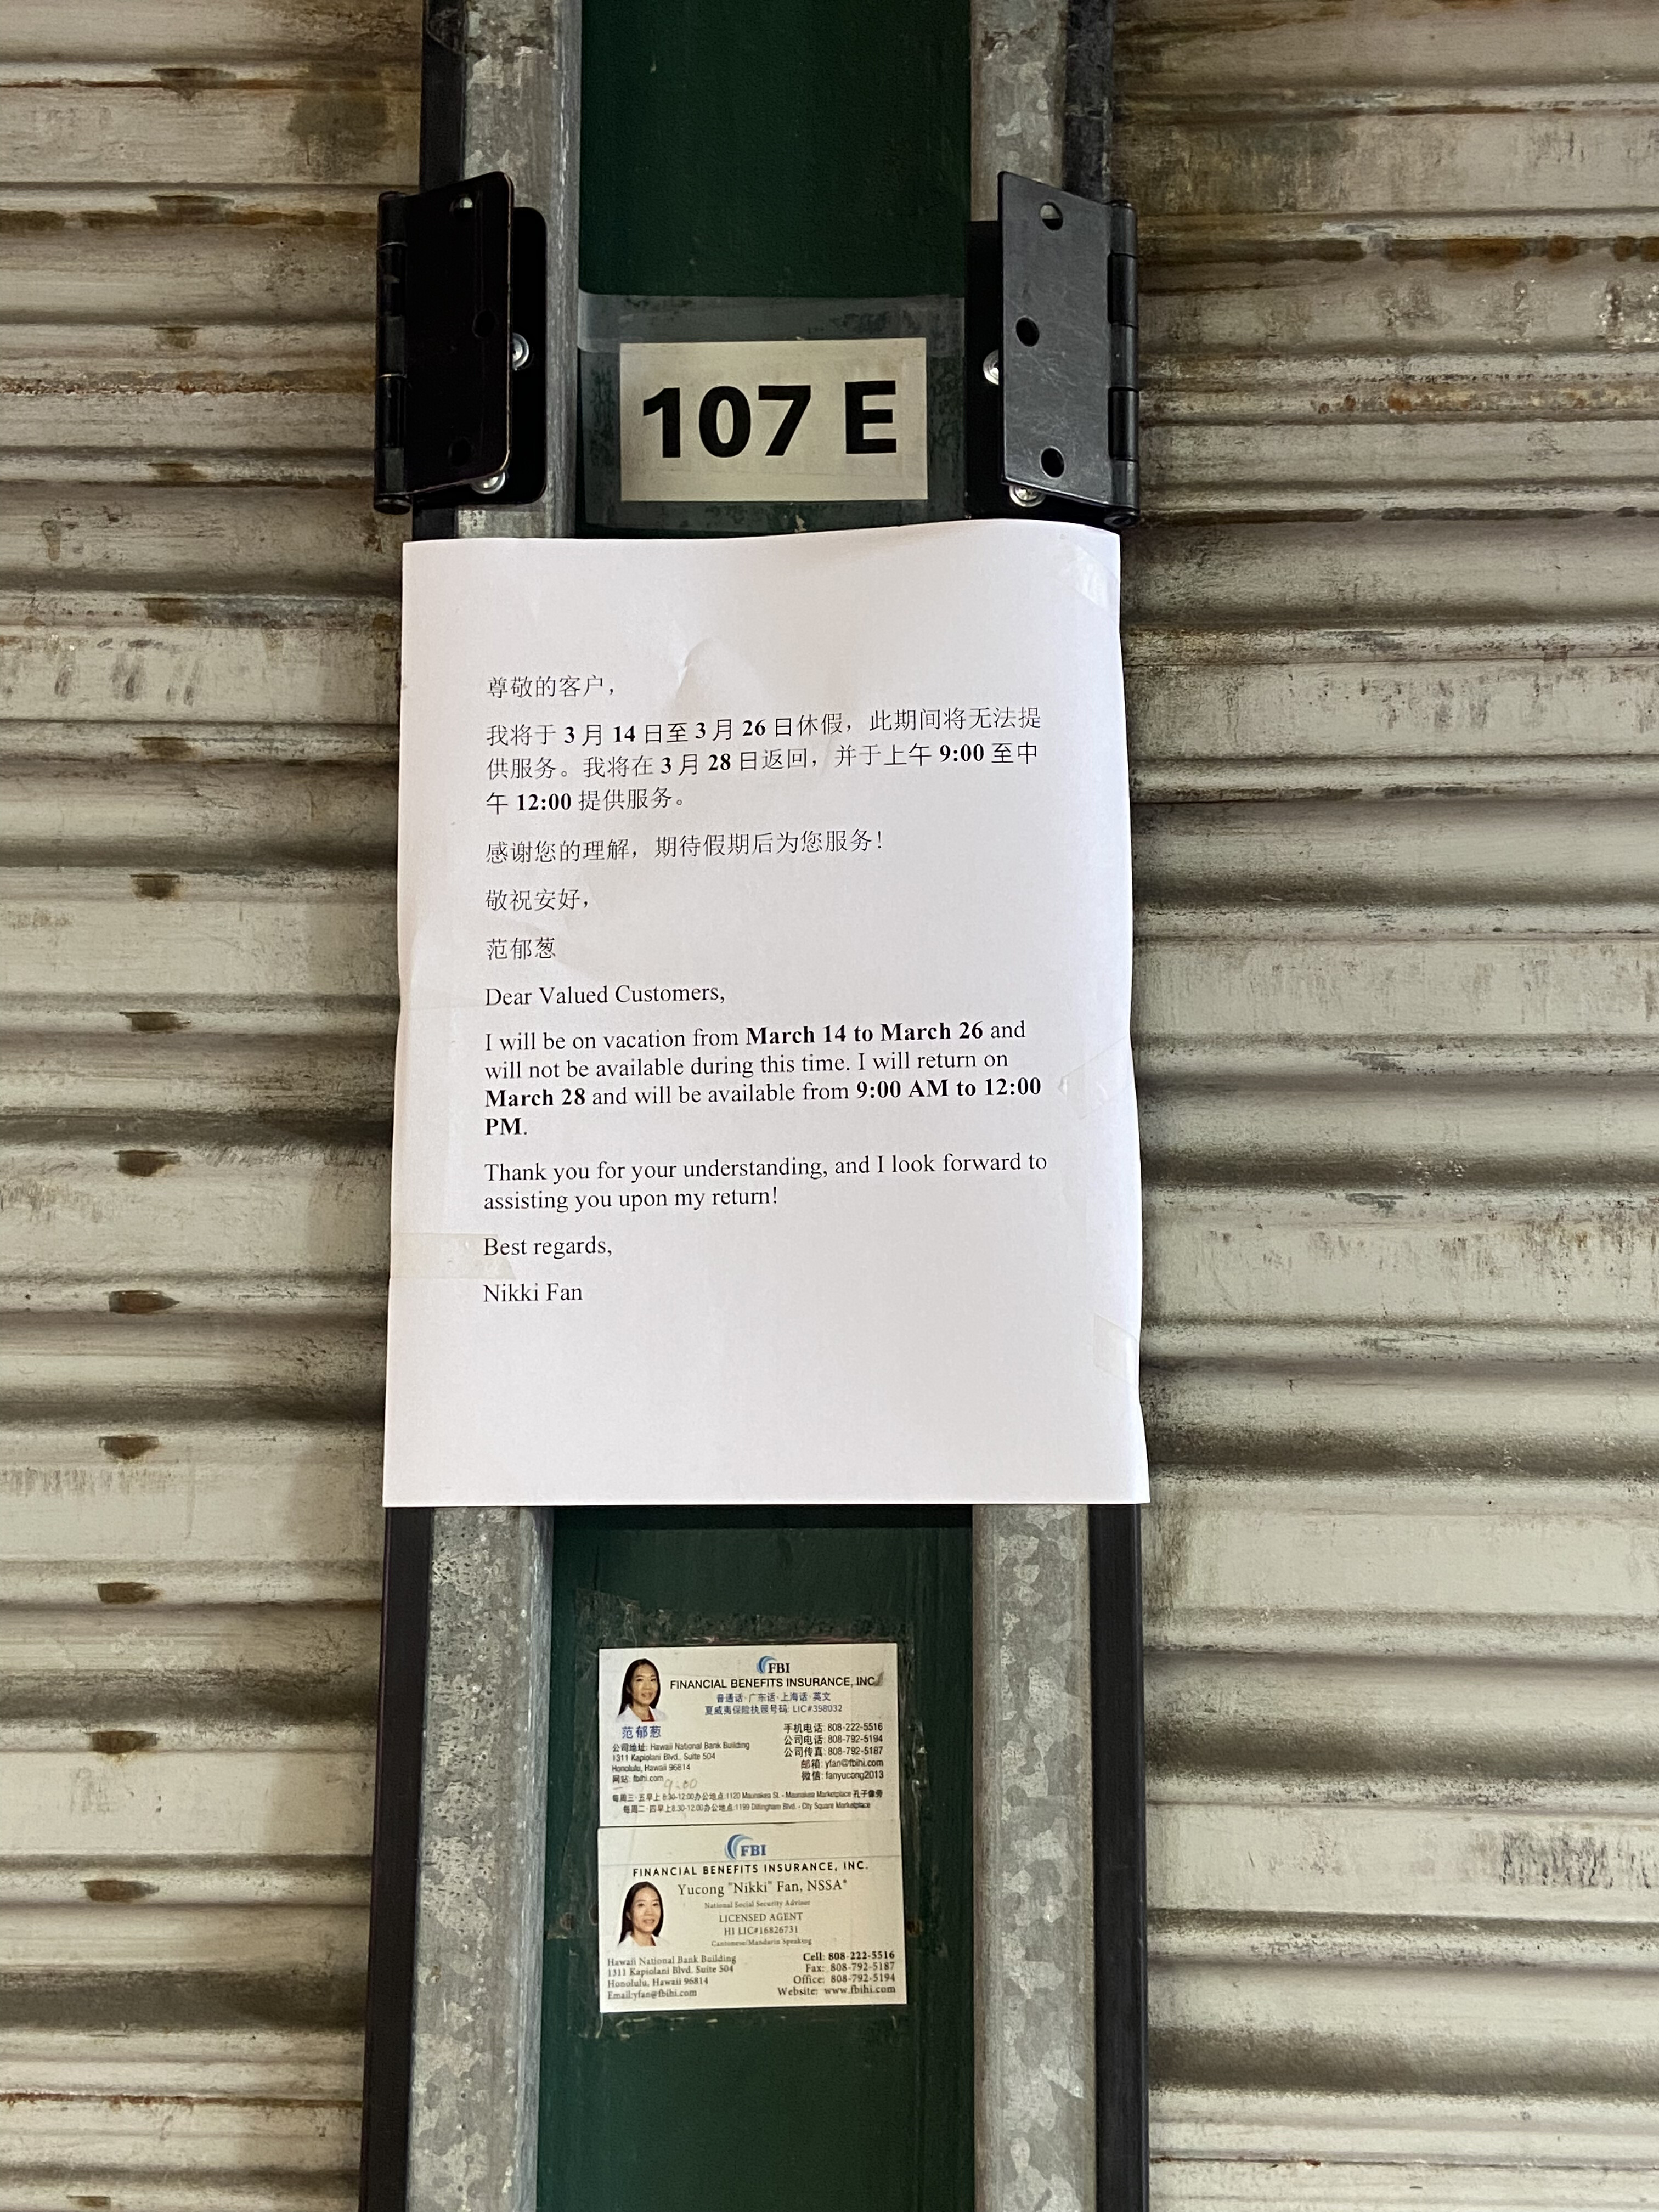 107 E
尊敬的客户，
我将于 3 月 14 日至 3 月 26 日休假，此期间将无法提
供服务。我将在 3 月 28 日返回，并于上午 9:00 至中
午 12:00 提供服务。
感谢您的理解，期待假期后为您服务！
敬祝安好，
范郁葱
Dear Valued Customers,
I will be on vacation from March 14 to March 26 and
will not be available during this time. I will return on
March 28 and will be available from 9:00 AM to 12:00
PM.
Thank you for your understanding, and I look forward to
assisting you upon my return!
Best regards,
Nikki Fan
FBI
FINANCIAL BENEFITS INSURANCE, INC.
普通话·广东话·上海话·英文
夏威夷保险执照号码: LIC#398032
范郁葱
手机电话: 808-222-5516
公司电话: 808-792-5194
公司传真: 808-792-5187
邮箱: yfan@fbihi.com
微信: fanyucong2013
公司地址: Hawaii National Bank Building
1311 Kapiolani Blvd., Suite 504
Honolulu, Hawaii 96814
网站: fbihi.com
9:00
每周三·五早上 8:30-12:00办公地点:1120 Maunakea St. - Maunakea Marketplace 孔子像旁
每周二·四早上8:30-12:00办公地点:1199 Dillingham Blvd. - City Square Marketplace
FBI
FINANCIAL BENEFITS INSURANCE, INC.
Yucong "Nikki" Fan, NSSA®
National Social Security Advisor
LICENSED AGENT
HI LIC#16826731
Cantonese/Mandarin Speaking
Hawaii National Bank Building
1311 Kapiolani Blvd. Suite 504
Honolulu, Hawaii 96814
Email:yfan@fbihi.com
Cell: 808-222-5516
Fax: 808-792-5187
Office: 808-792-5194
Website: www.fbihi.com